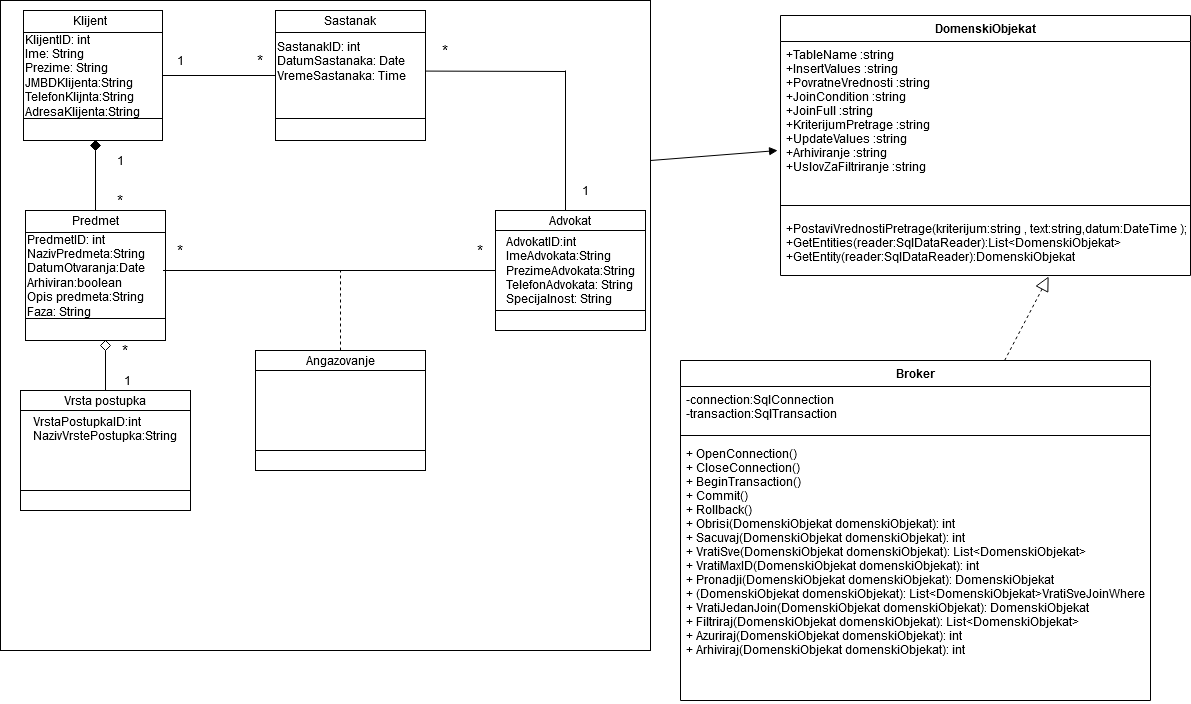 Klijent
KlijentID: int
Ime: String
Prezime: String
JMBDKlijenta:String
TelefonKlijnta:String
AdresaKlijenta:String
1
*
Sastanak
SastanakID: int
DatumSastanaka: Date
VremeSastanaka: Time
*
1
1
*
Predmet
PredmetID: int
NazivPredmeta:String
DatumOtvaranja:Date
Arhiviran:boolean
Opis predmeta:String
Faza: String
*
*
Advokat
AdvokatID:int
ImeAdvokata:String
PrezimeAdvokata:String
TelefonAdvokata: String
Specijalnost: String
*
1
Vrsta postupka
VrstaPostupkaID:int
NazivVrstePostupka:String
Angazovanje
DomenskiObjekat
+TableName :string
+InsertValues :string
+PovratneVrednosti :string
+JoinCondition :string
+JoinFull :string
+KriterijumPretrage :string
+UpdateValues :string
+Arhiviranje :string
+UslovZaFiltriranje :string
+PostaviVrednostiPretrage(kriterijum:string , text:string,datum:DateTime );
+GetEntities(reader:SqlDataReader):List<DomenskiObjekat>
+GetEntity(reader:SqlDataReader):DomenskiObjekat
Broker
-connection:SqlConnection
-transaction:SqlTransaction
+ OpenConnection()
+ CloseConnection()
+ BeginTransaction()
+ Commit()
+ Rollback()
+ Obrisi(DomenskiObjekat domenskiObjekat): int
+ Sacuvaj(DomenskiObjekat domenskiObjekat): int
+ VratiSve(DomenskiObjekat domenskiObjekat): List<DomenskiObjekat>
+ VratiMaxID(DomenskiObjekat domenskiObjekat): int
+ Pronadji(DomenskiObjekat domenskiObjekat): DomenskiObjekat
+ (DomenskiObjekat domenskiObjekat): List<DomenskiObjekat>VratiSveJoinWhere
+ VratiJedanJoin(DomenskiObjekat domenskiObjekat): DomenskiObjekat
+ Filtriraj(DomenskiObjekat domenskiObjekat): List<DomenskiObjekat>
+ Azuriraj(DomenskiObjekat domenskiObjekat): int
+ Arhiviraj(DomenskiObjekat domenskiObjekat): int